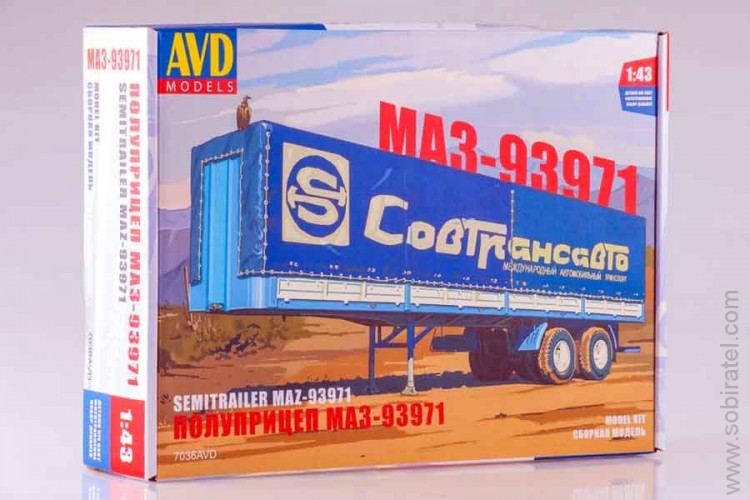 AVD
MODELS
1:43
МАЗ-93971
S
СовТрансавто
МЕЖДУНАРОДНЫЙ АВТОМОБИЛЬНЫЙ ТРАНСПОРТ
SEMITRAILER MAZ-93971
ПОЛУПРИЦЕП МАЗ-93971
7036AVD
MODEL KIT
СБОРНАЯ МОДЕЛЬ
МАЗ-93971
ПОЛУПРИЦЕП МАЗ-93971
SEMITRAILER MAZ-93971
MODEL KIT
СБОРНАЯ МОДЕЛЬ
7036AVD
1:43
www.sobiratel.com